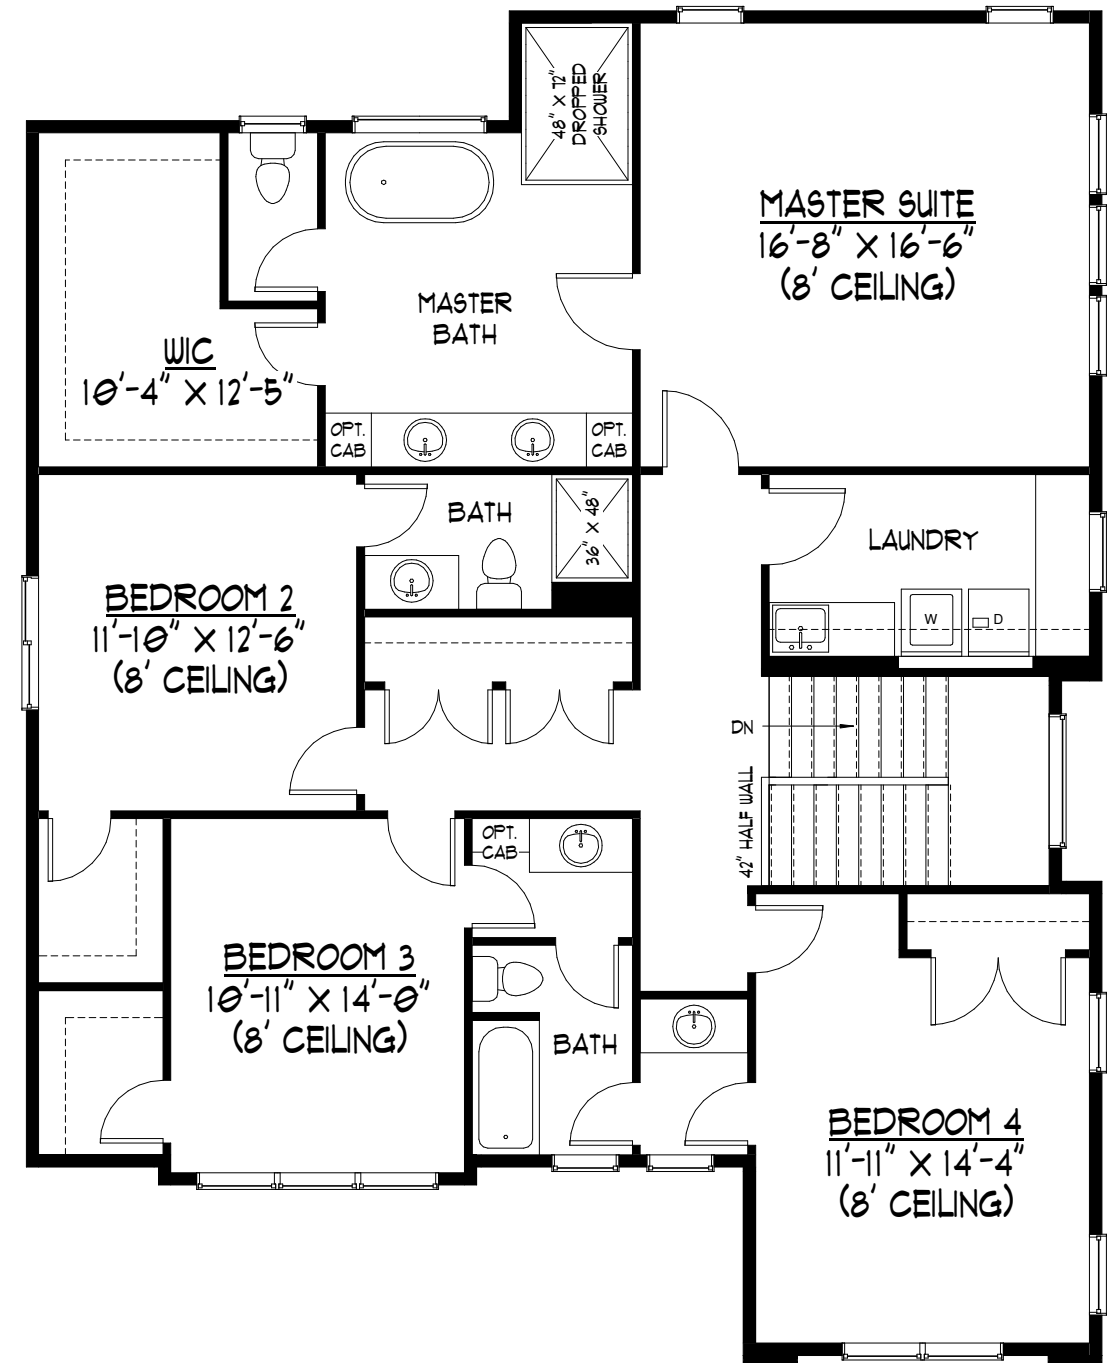 48" X 72"
DROPPED
SHOWER
MASTER SUITE
16'-8" X 16'-6"
(8' CEILING)
MASTER
BATH
WIC
10'-4" X 12'-5"
OPT.
CAB
OPT.
CAB
BATH
36" X 48"
LAUNDRY
BEDROOM 2
11'-10" X 12'-6"
(8' CEILING)
W
D
DN
42" HALF WALL
OPT.
CAB
BEDROOM 3
10'-11" X 14'-0"
(8' CEILING)
BATH
BEDROOM 4
11'-11" X 14'-4"
(8' CEILING)